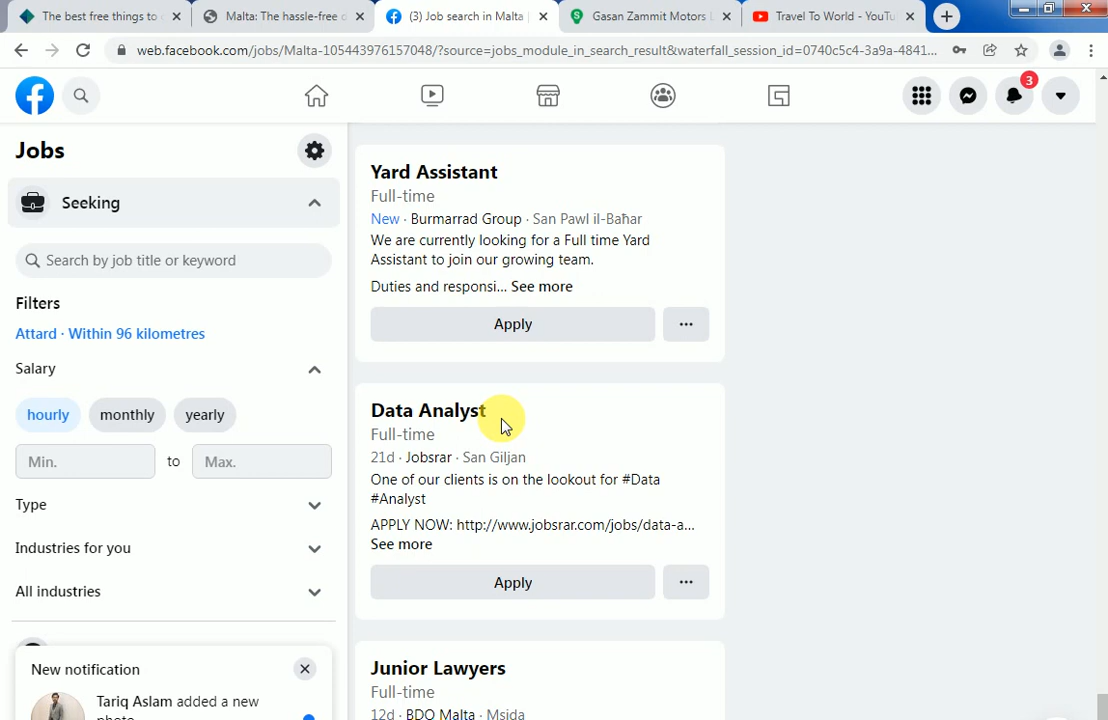 The best free things to
Malta: The hassle-free d
(3) Job search in Malta |
Gasan Zammit Motors L
Travel To World - YouTu
web.facebook.com/jobs/Malta-105443976157048/?source=jobs_module_in_search_result&waterfall_session_id=0740c5c4-3a9a-4841...
3
Jobs
Seeking
Search by job title or keyword
Filters
Attard · Within 96 kilometres
Salary
hourly
monthly
yearly
Min.
to
Max.
Type
Industries for you
All industries
New notification
Tariq Aslam added a new
photo.
Yard Assistant
Full-time
New · Burmarrad Group · San Pawl il-Baħar
We are currently looking for a Full time Yard
Assistant to join our growing team.
Duties and responsi... See more
Apply
Data Analyst
Full-time
21d · Jobsrar · San Giljan
One of our clients is on the lookout for #Data
#Analyst
APPLY NOW: http://www.jobsrar.com/jobs/data-a...
See more
Apply
Junior Lawyers
Full-time
12d · BDO Malta · Msida